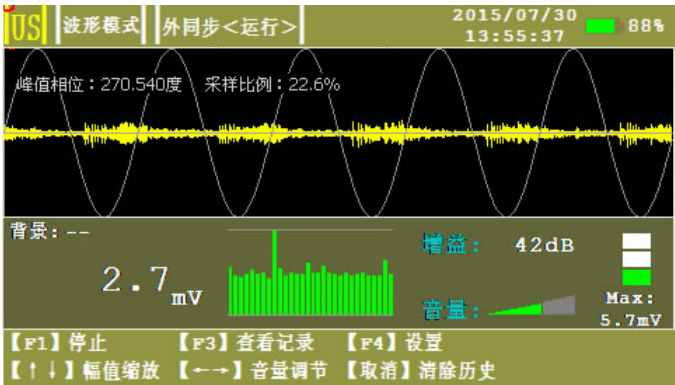 US 波形模式 外同步<运行> 2015/07/30 13:55:37 88%
峰值相位：270.540度 采样比例：22.6%
背景：--
2.7mV
增益： 42dB
音量：
Max:
5.7mV
【F1】停止 【F3】查看记录 【F4】设置
【↑↓】幅值缩放 【←→】音量调节 【取消】清除历史